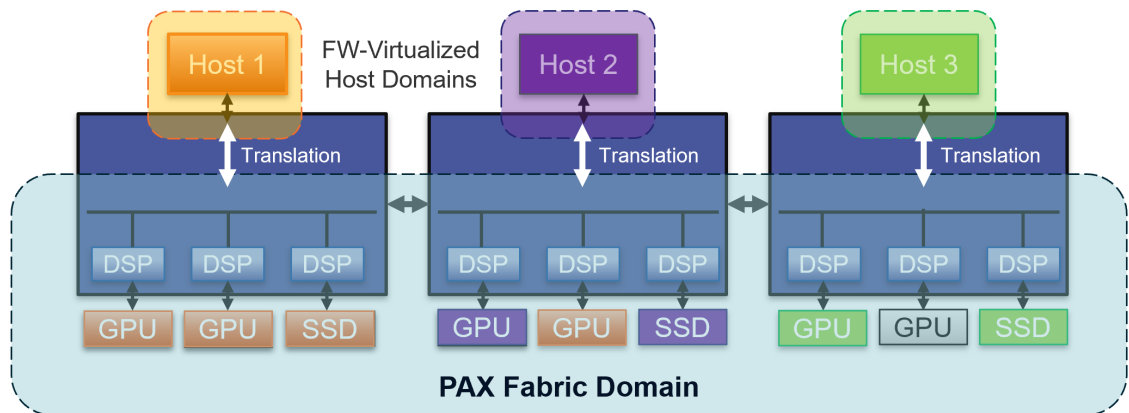 Host 1
FW-Virtualized
Host Domains
Host 2
Host 3
Translation
Translation
Translation
DSP
DSP
DSP
DSP
DSP
DSP
DSP
DSP
DSP
GPU
GPU
SSD
GPU
GPU
SSD
GPU
GPU
SSD
PAX Fabric Domain